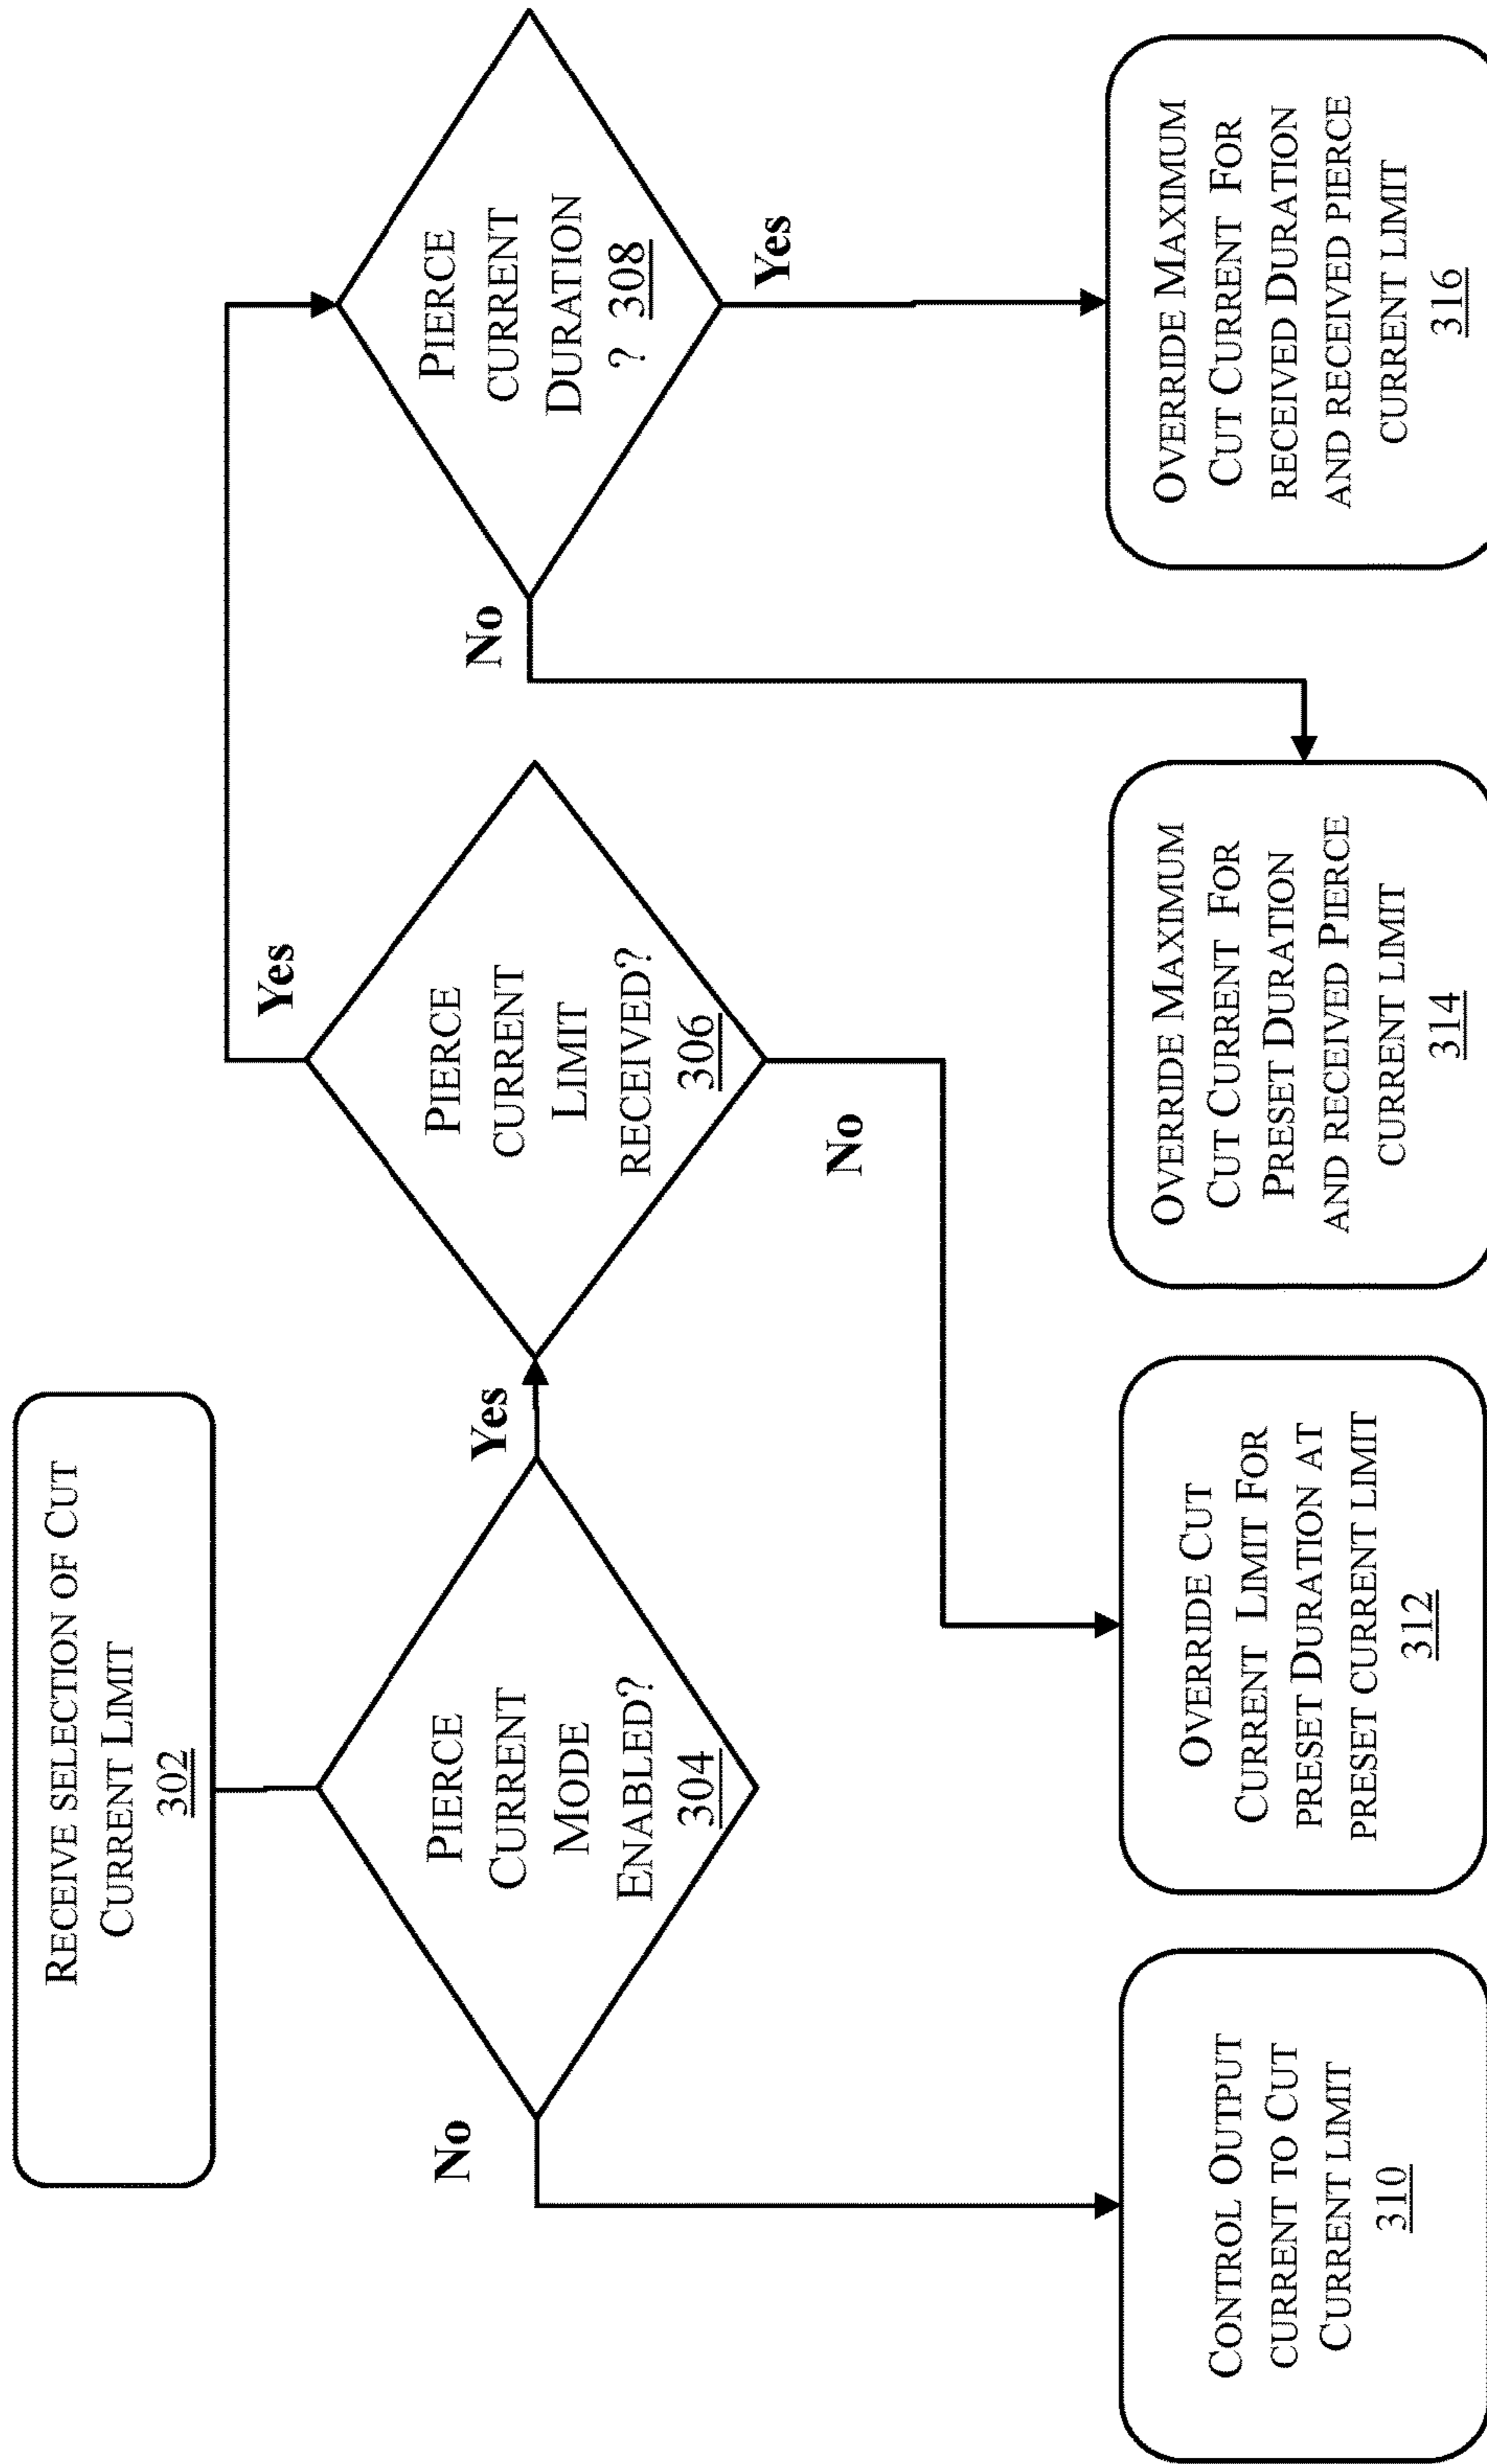 RECEIVE SELECTION OF CUT
CURRENT LIMIT
302
PIERCE
CURRENT
MODE
ENABLED?
304
No
Yes
PIERCE
CURRENT
LIMIT
RECEIVED?
306
Yes
No
PIERCE
CURRENT
DURATION
? 308
No
Yes
CONTROL OUTPUT
CURRENT TO CUT
CURRENT LIMIT
310
OVERRIDE CUT
CURRENT LIMIT FOR
PRESET DURATION AT
PRESET CURRENT LIMIT
312
OVERRIDE MAXIMUM
CUT CURRENT FOR
PRESET DURATION
AND RECEIVED PIERCE
CURRENT LIMIT
314
OVERRIDE MAXIMUM
CUT CURRENT FOR
RECEIVED DURATION
AND RECEIVED PIERCE
CURRENT LIMIT
316